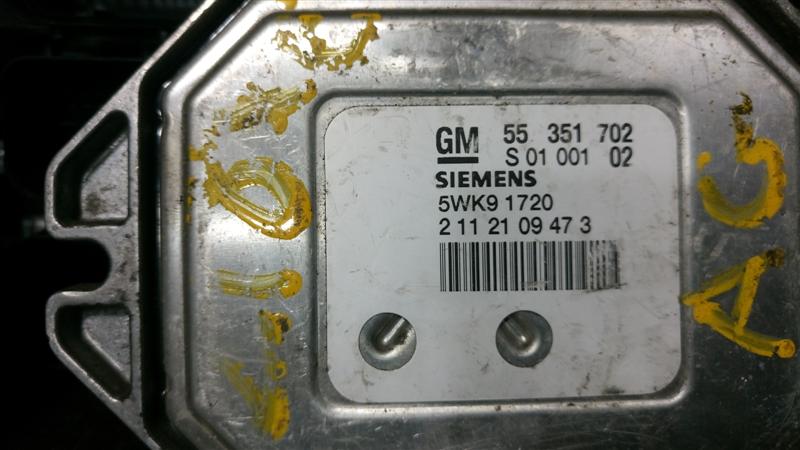 GM 55 351 702
S 01 001 02
SIEMENS
5WK9 1720
2 11 21 09 47 3